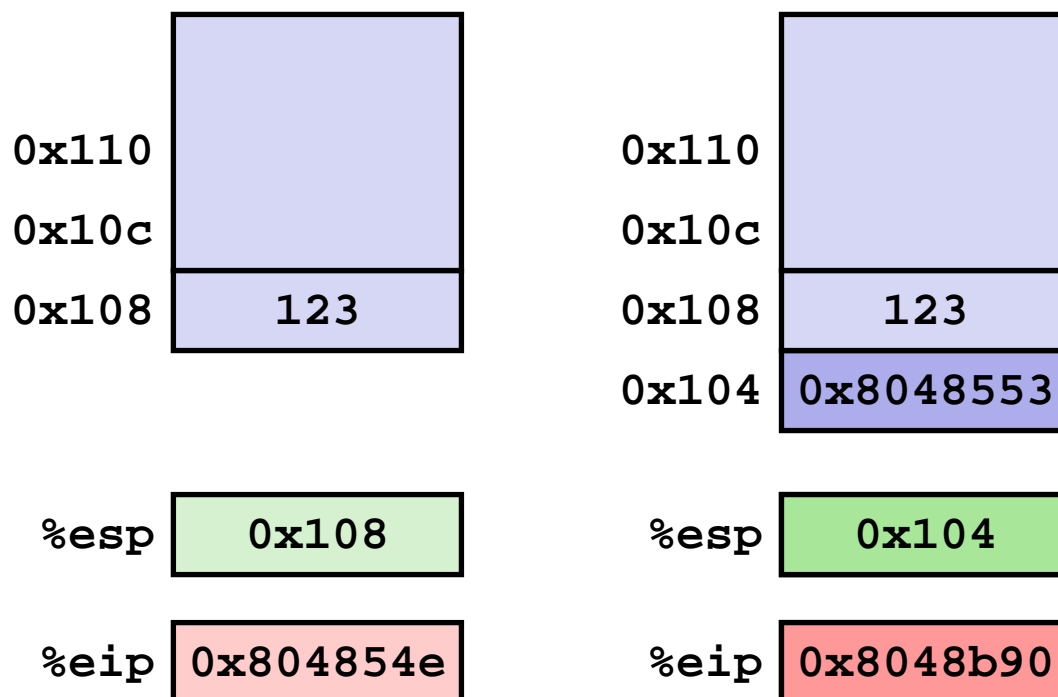 0x110 0x110
0x10c 0x10c
0x108 123 0x108 123
0x104 0x8048553
%esp 0x108 %esp 0x104
%eip 0x804854e %eip 0x8048b90